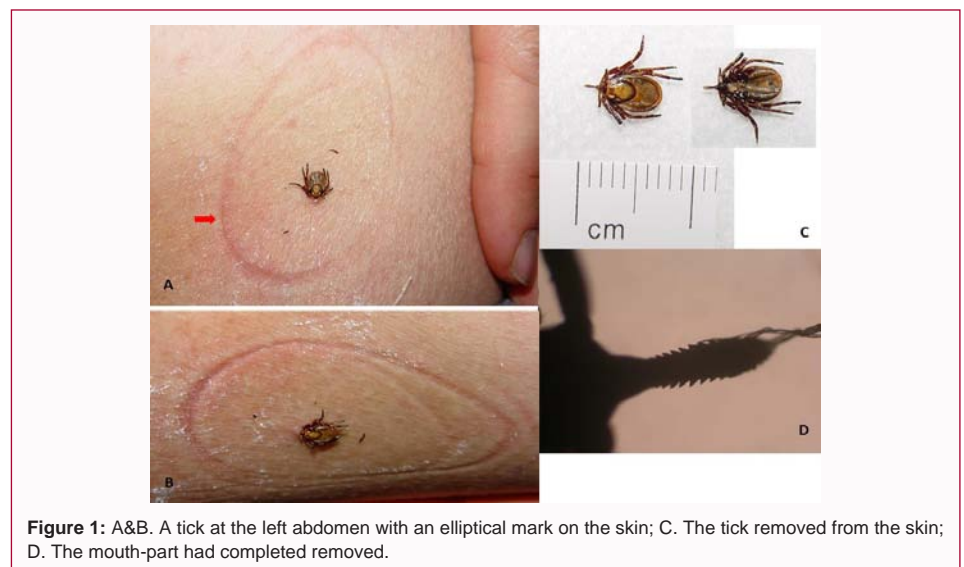 A
B
cm
C
D
Figure 1: A&B. A tick at the left abdomen with an elliptical mark on the skin; C. The tick removed from the skin;
D. The mouth-part had completed removed.